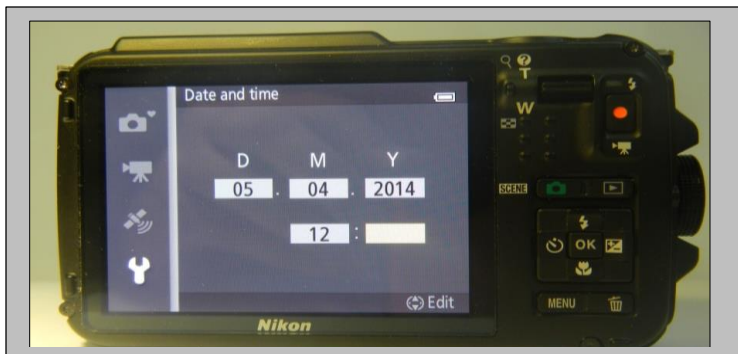 Date and time
D M Y
05 . 04 . 2014
12 :
Edit
Nikon
T
W
SCENE
OK
MENU